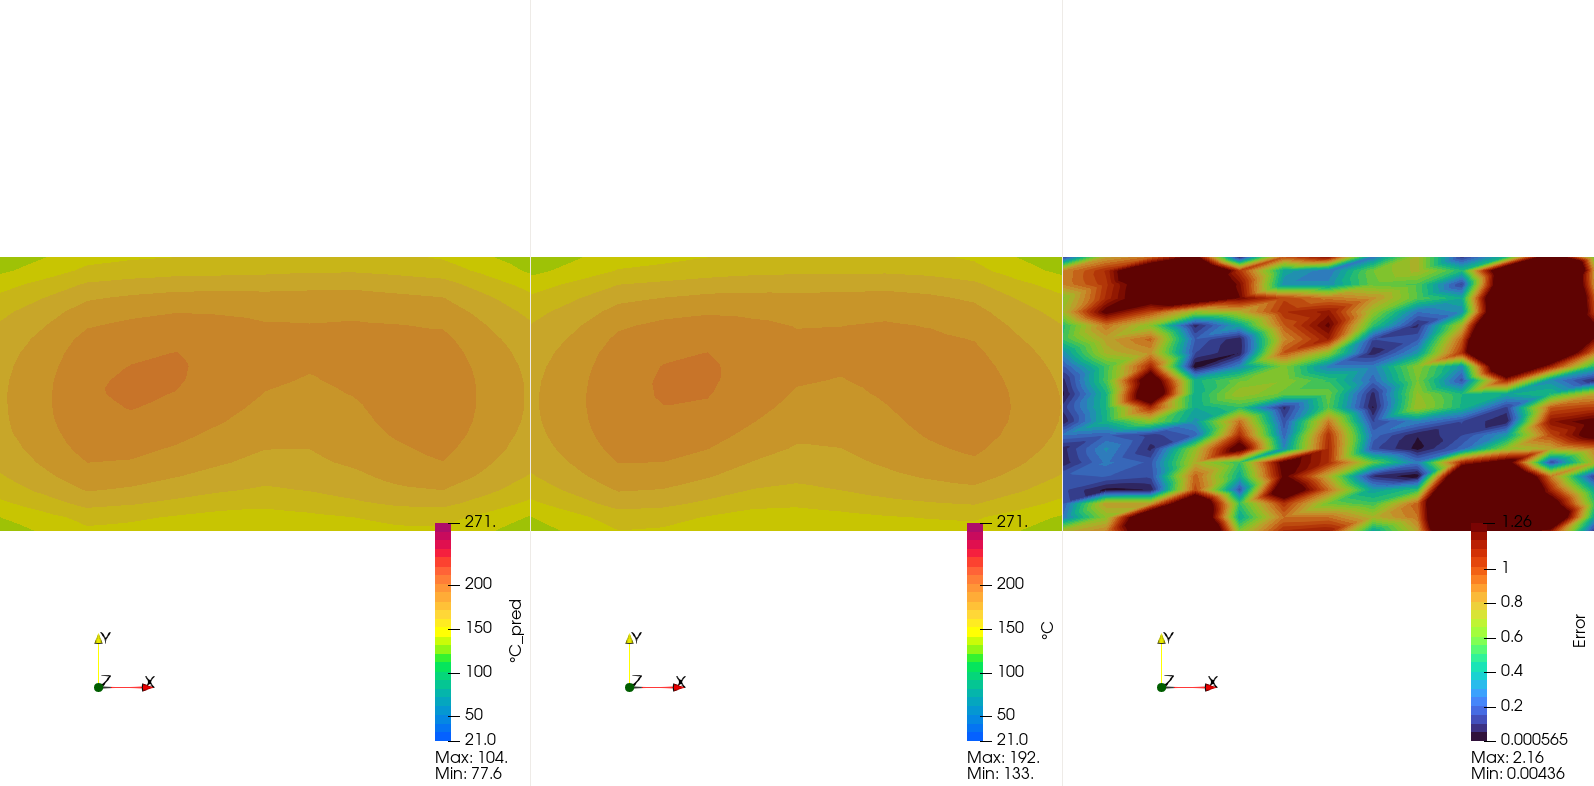 271.
200
150
100
50
21.0
°C_pred
Max: 104.
Min: 77.6
Y
Z
X
271.
200
150
100
50
21.0
°C
Max: 192.
Min: 133.
Y
Z
X
1.26
1
0.8
0.6
0.4
0.2
0.000565
Error
Max: 2.16
Min: 0.00436
Y
Z
X